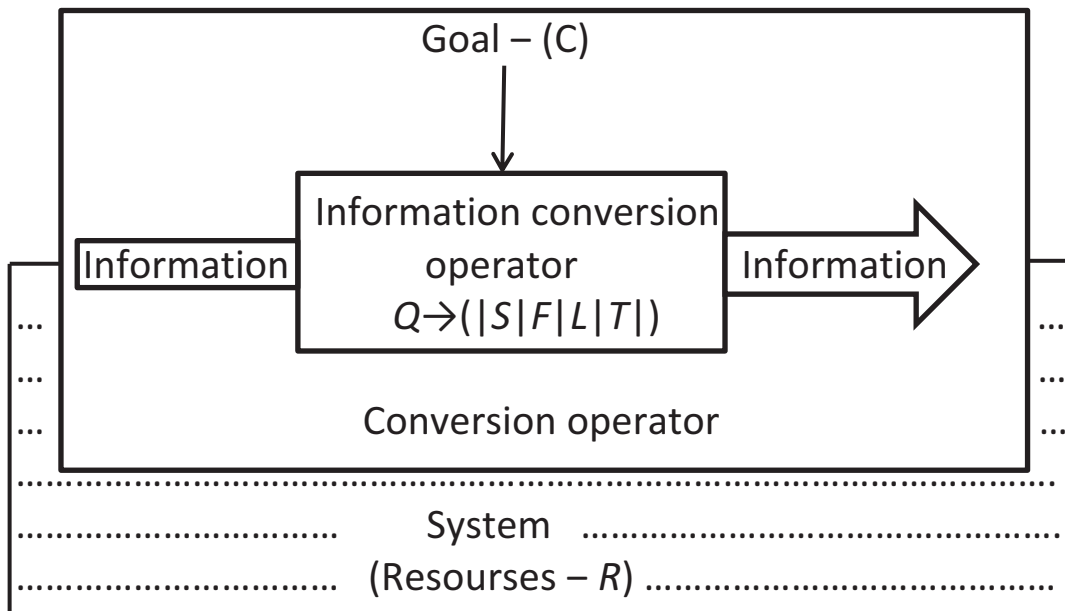 Goal – (C)
Information conversion
Information operator Information
Q→(|S|F|L|T|)
... ...
... ...
... Conversion operator ...
........................................................................................................
................................ System ................................................
................................ (Resourses – R) .........................................